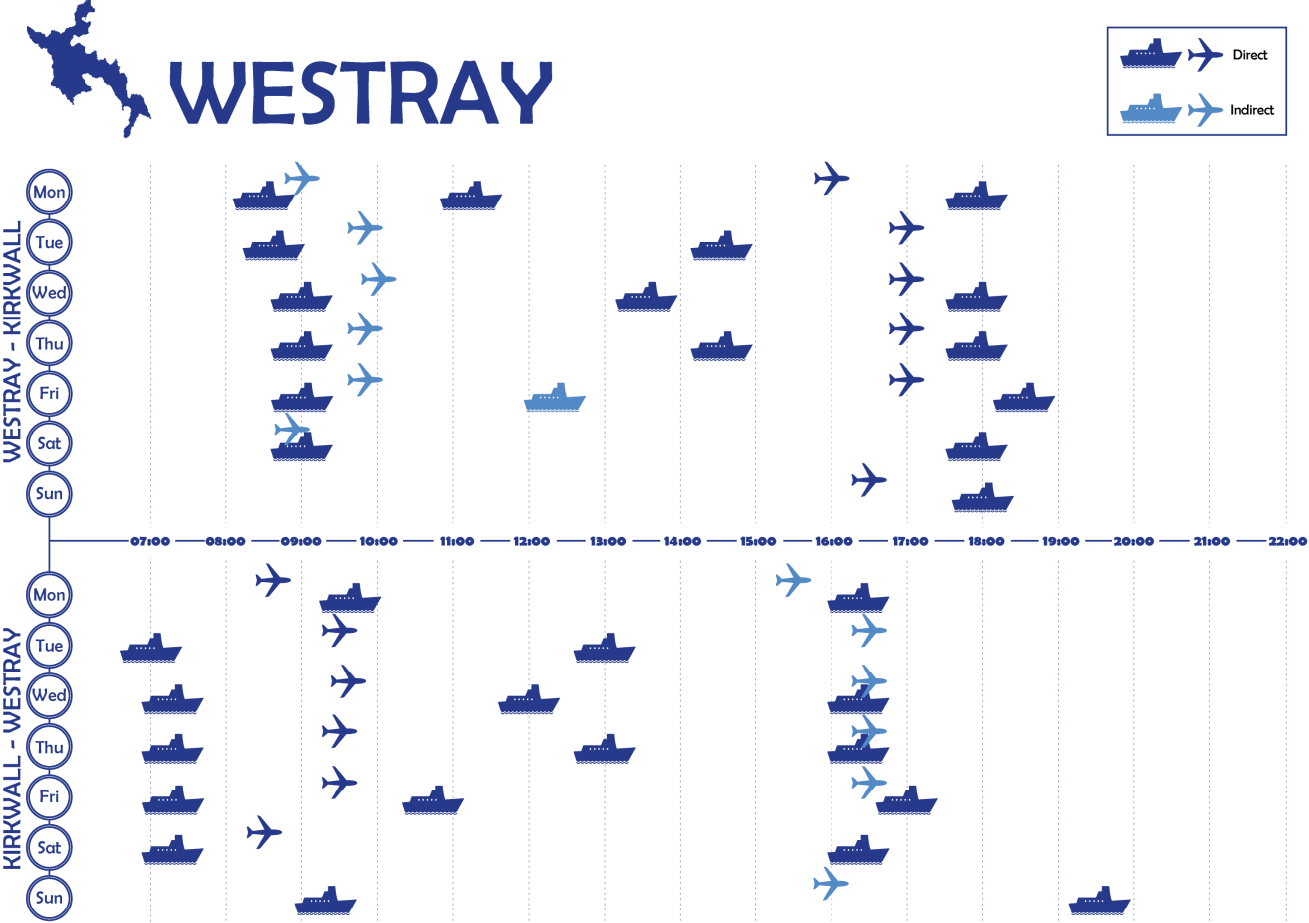 WESTRAY
Direct
Indirect
WESTRAY - KIRKWALL
Mon
Tue
Wed
Thu
Fri
Sat
Sun
07:00 08:00 09:00 10:00 11:00 12:00 13:00 14:00 15:00 16:00 17:00 18:00 19:00 20:00 21:00 22:00
KIRKWALL - WESTRAY
Mon
Tue
Wed
Thu
Fri
Sat
Sun